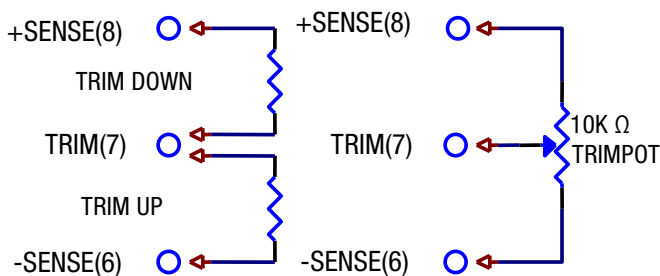 +SENSE(8)
TRIM DOWN
TRIM(7)
TRIM UP
-SENSE(6)
+SENSE(8)
TRIM(7)
10K Ω
TRIMPOT
-SENSE(6)